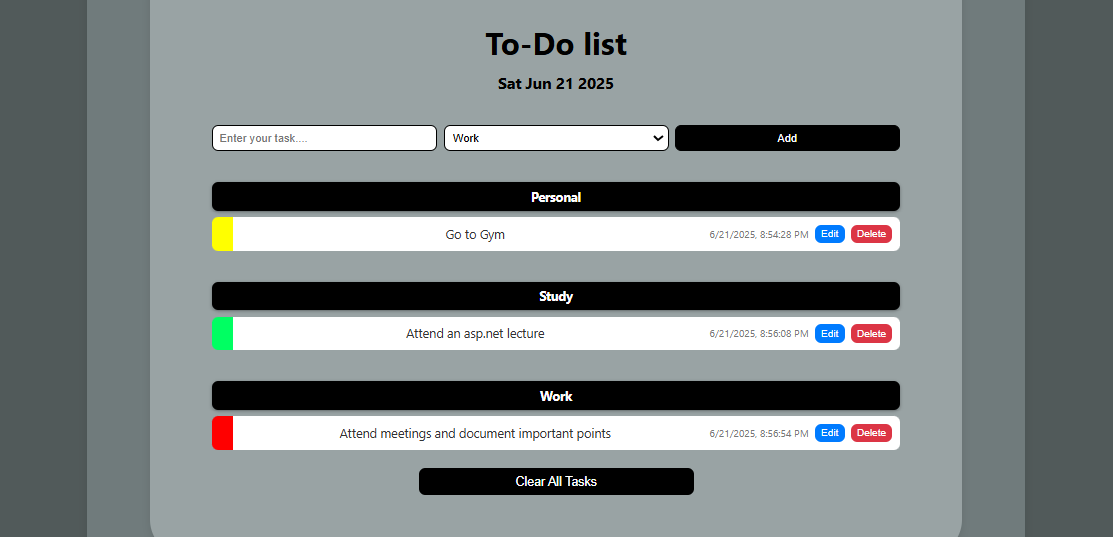 To-Do list
Sat Jun 21 2025
Enter your task.... Work Add
Personal
Go to Gym 6/21/2025, 8:54:28 PM Edit Delete
Study
Attend an asp.net lecture 6/21/2025, 8:56:08 PM Edit Delete
Work
Attend meetings and document important points 6/21/2025, 8:56:54 PM Edit Delete
Clear All Tasks